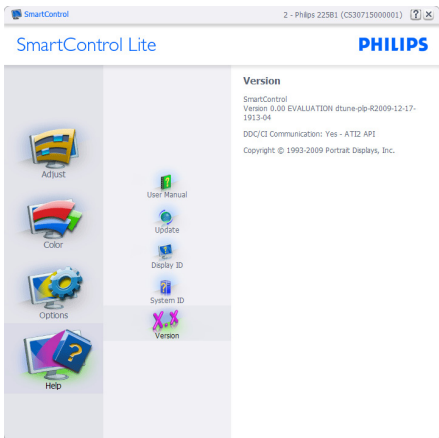 SmartControl
2 - Philips 225B1 (CS30715000001)
SmartControl Lite
PHILIPS
Adjust
Color
Options
Help
User Manual
Update
Display ID
System ID
X.X
Version
Version
SmartControl
Version 0.00 EVALUATION dtune-plp-R2009-12-17-
1913-04
DDC/CI Communication: Yes - ATI2 API
Copyright © 1993-2009 Portrait Displays, Inc.